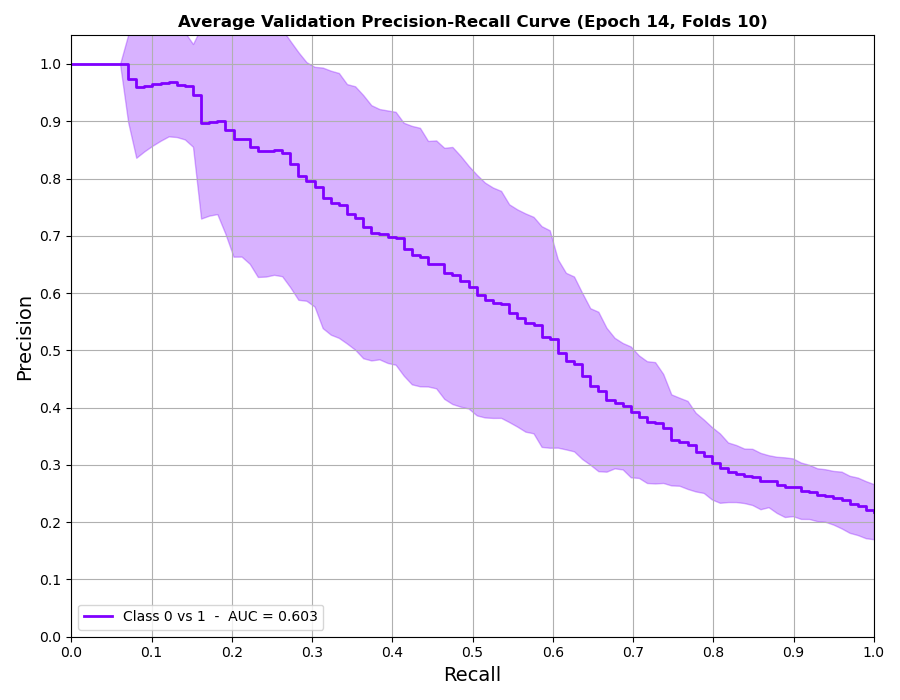 Average Validation Precision-Recall Curve (Epoch 14, Folds 10)
Precision
1.0
0.9
0.8
0.7
0.6
0.5
0.4
0.3
0.2
0.1
0.0
Class 0 vs 1 - AUC = 0.603
0.0 0.1 0.2 0.3 0.4 0.5 0.6 0.7 0.8 0.9 1.0
Recall